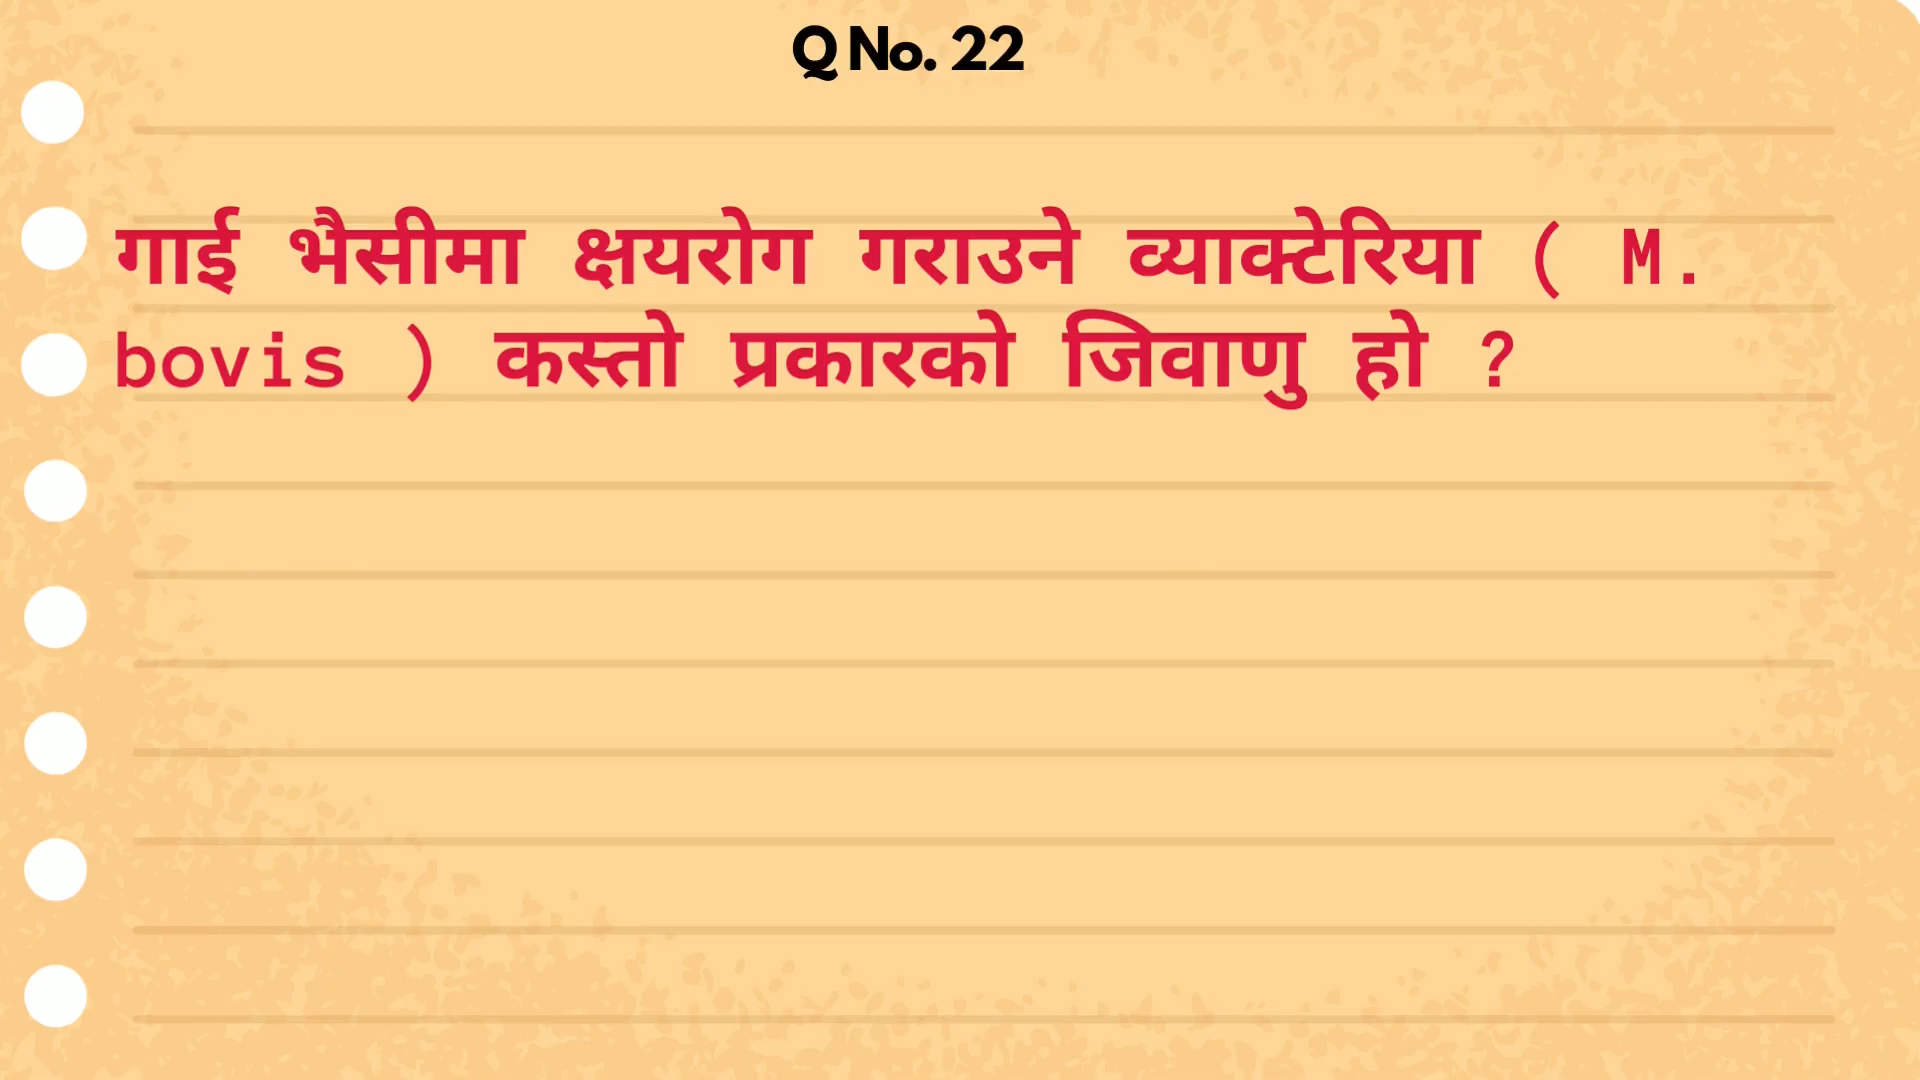 Q No. 22
गाई भैसीमा क्षयरोग गराउने व्याक्टेरिया ( M.
bovis ) कस्तो प्रकारको जिवाणु हो ?